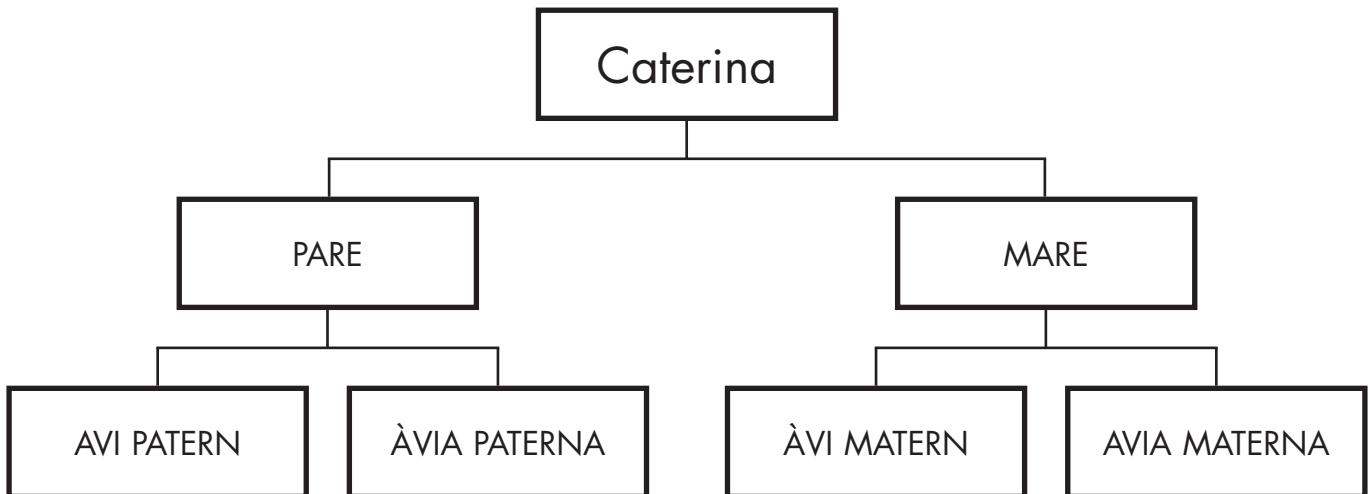 Caterina
PARE
MARE
AVI PATERN
ÀVIA PATERNA
ÀVI MATERN
AVIA MATERNA